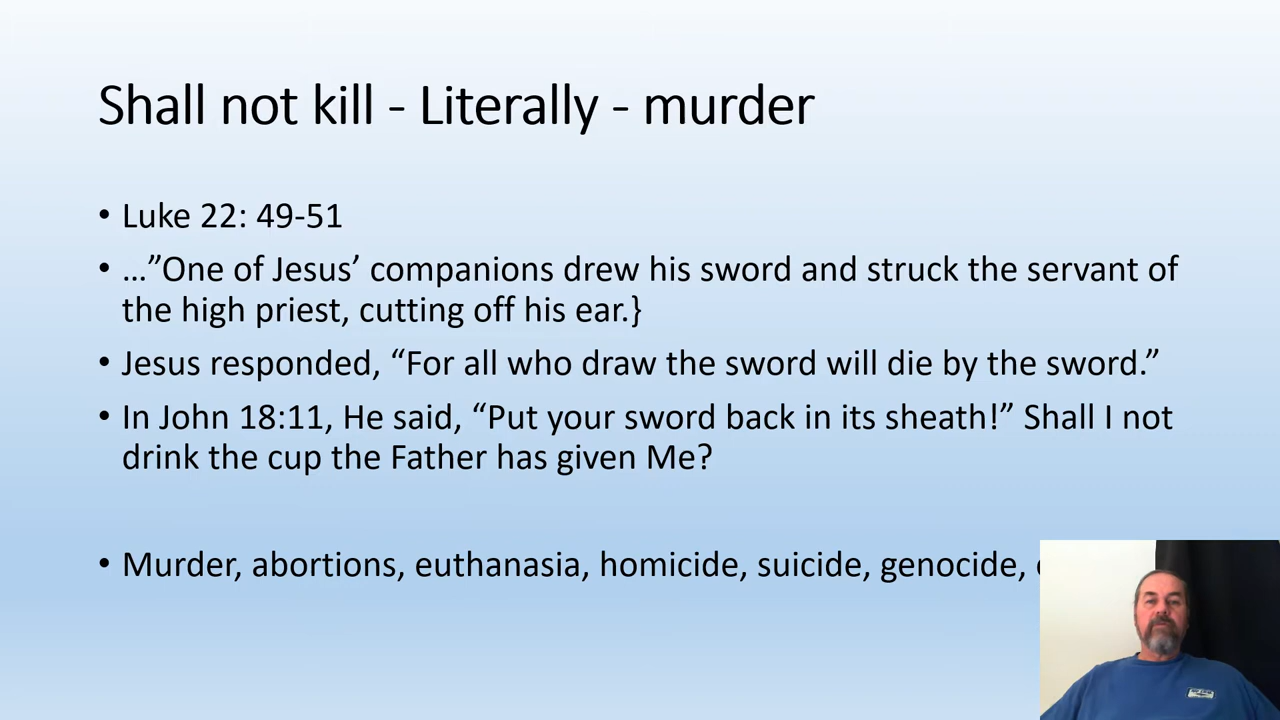 Shall not kill - Literally - murder
• Luke 22: 49-51
• …”One of Jesus’ companions drew his sword and struck the servant of
the high priest, cutting off his ear.}
• Jesus responded, “For all who draw the sword will die by the sword.”
• In John 18:11, He said, “Put your sword back in its sheath!” Shall I not
drink the cup the Father has given Me?
• Murder, abortions, euthanasia, homicide, suicide, genocide,